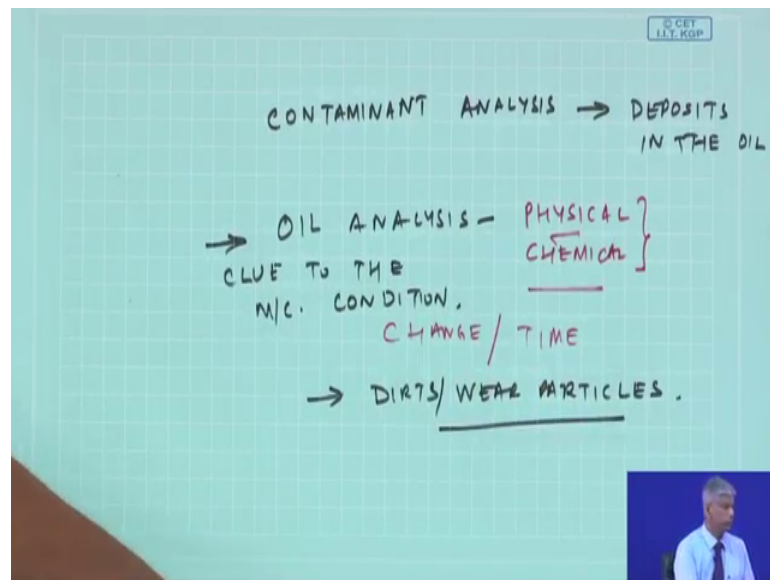 © CET
I.I.T. KGP
CONTAMINANT ANALYSIS → DEPOSITS
IN THE OIL
→ OIL ANALYSIS – PHYSICAL
CHEMICAL
CLUE TO THE
M/C. CONDITION.
CHANGE / TIME
→ DIRTS/WEAR PARTICLES.